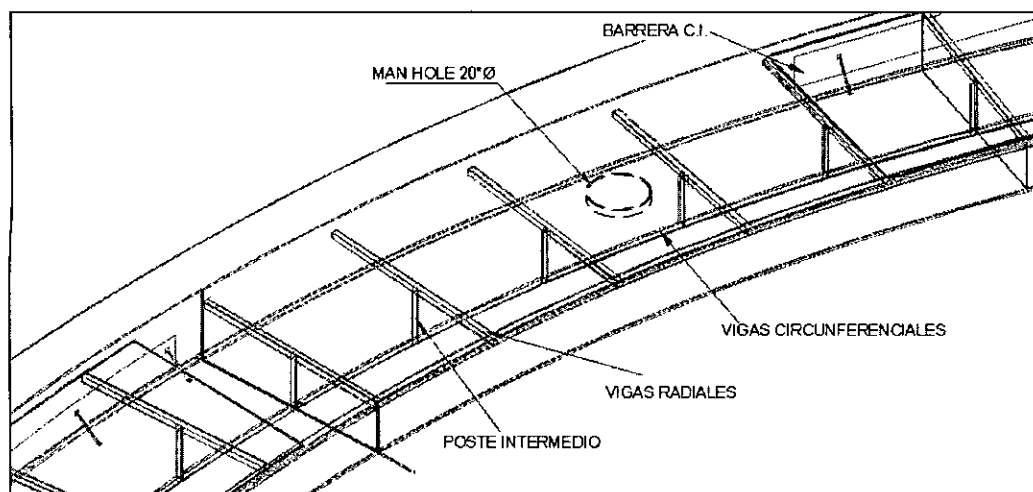 BARRERA C.I.
MAN HOLE 20"Ø
VIGAS CIRCUNFERENCIALES
VIGAS RADIALES
POSTE INTERMEDIO